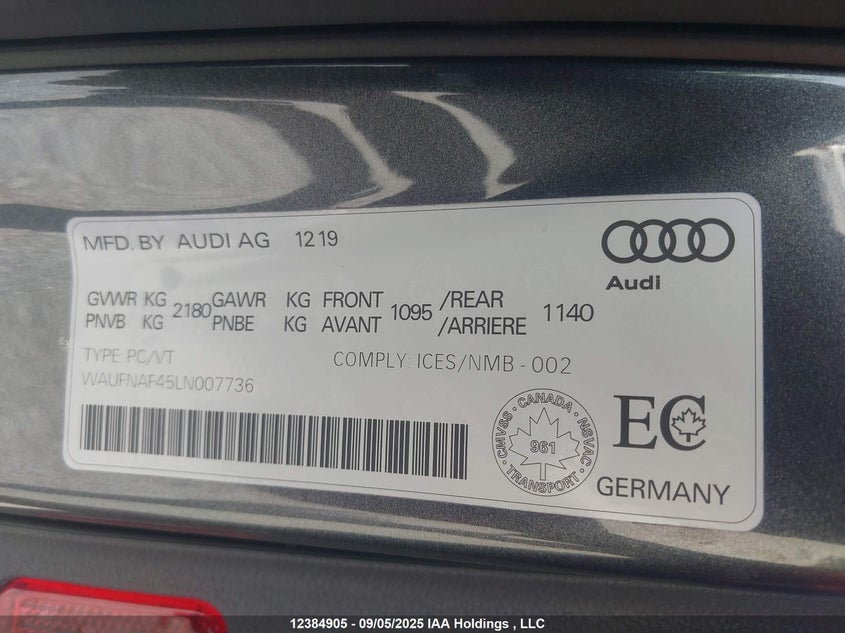 MFD. BY AUDI AG 12 19
Audi
GVWR KG 2180 GAWR KG FRONT 1095 /REAR 1140
PNVB KG PNBE KG AVANT /ARRIERE
TYPE: PC/VT COMPLY: ICES/NMB - 002
WAUFNAF45LN007736
CMVSS · CANADA · NSVAC · TRANSPORT ·
961
EC
GERMANY
12384905 - 09/05/2025 IAA Holdings , LLC